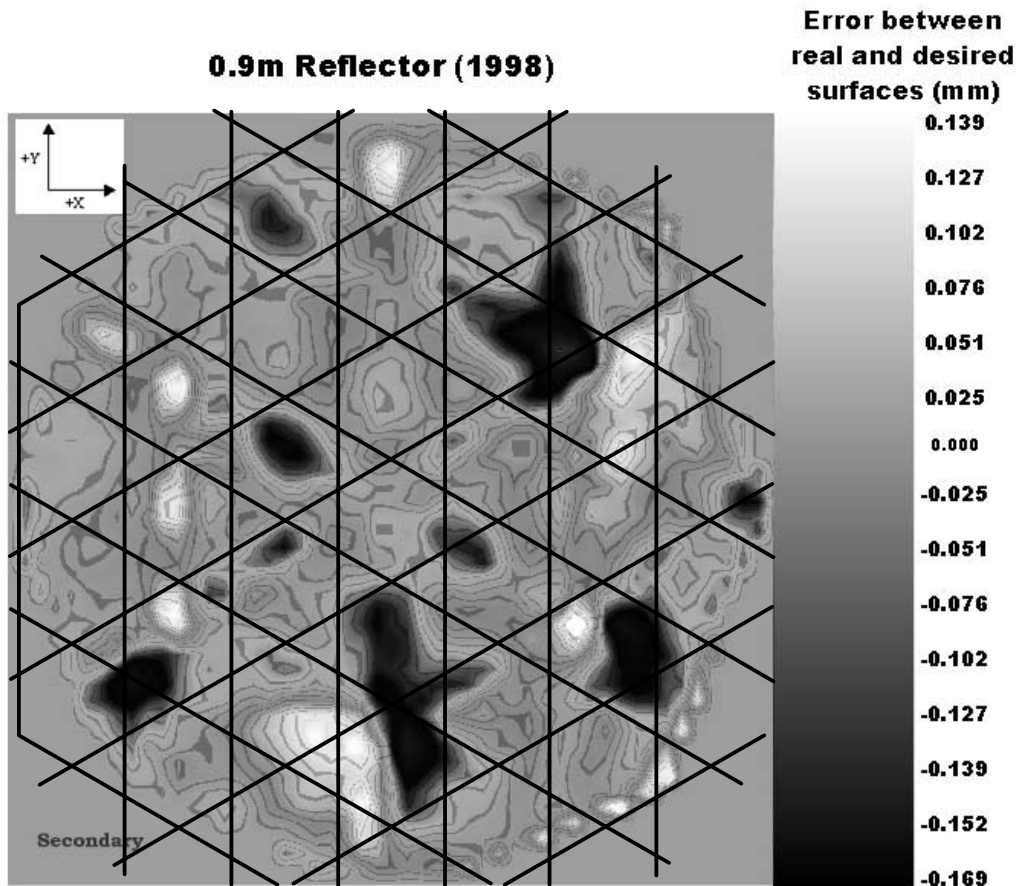 Error between
real and desired
surfaces (mm)
0.9m Reflector (1998)
+Y
+X
0.139
0.127
0.102
0.076
0.051
0.025
0.000
-0.025
-0.051
-0.076
-0.102
-0.127
-0.139
-0.152
-0.169
Secondary